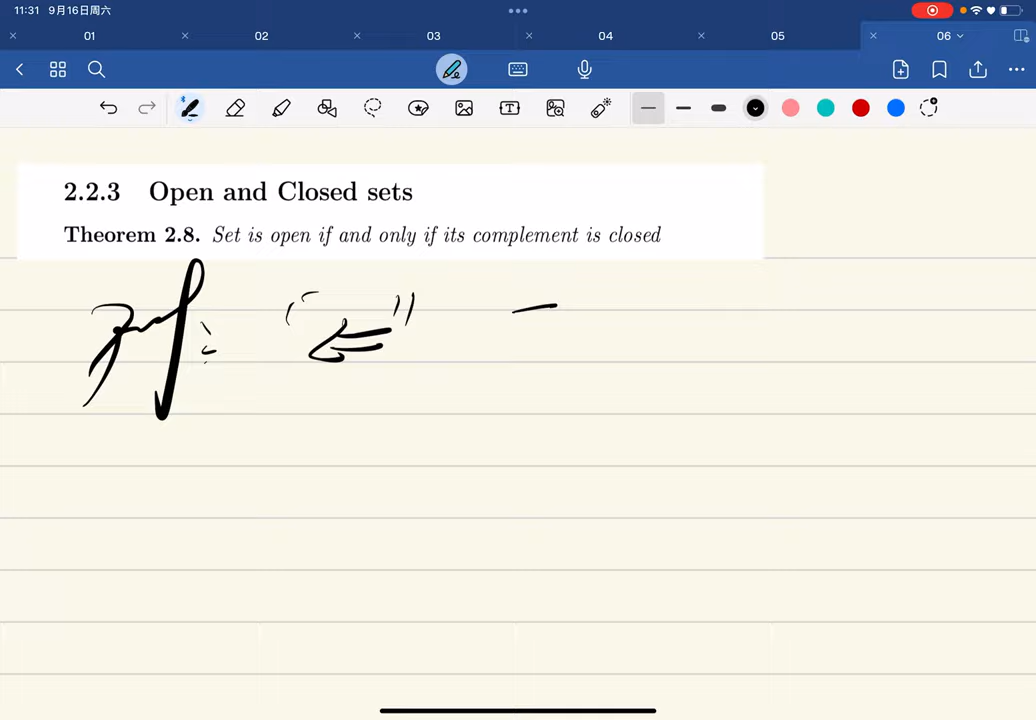 11:31 9月16日周六
01 02 03 04 05 06
2.2.3 Open and Closed sets
Theorem 2.8. Set is open if and only if its complement is closed
Proof: "⇐"